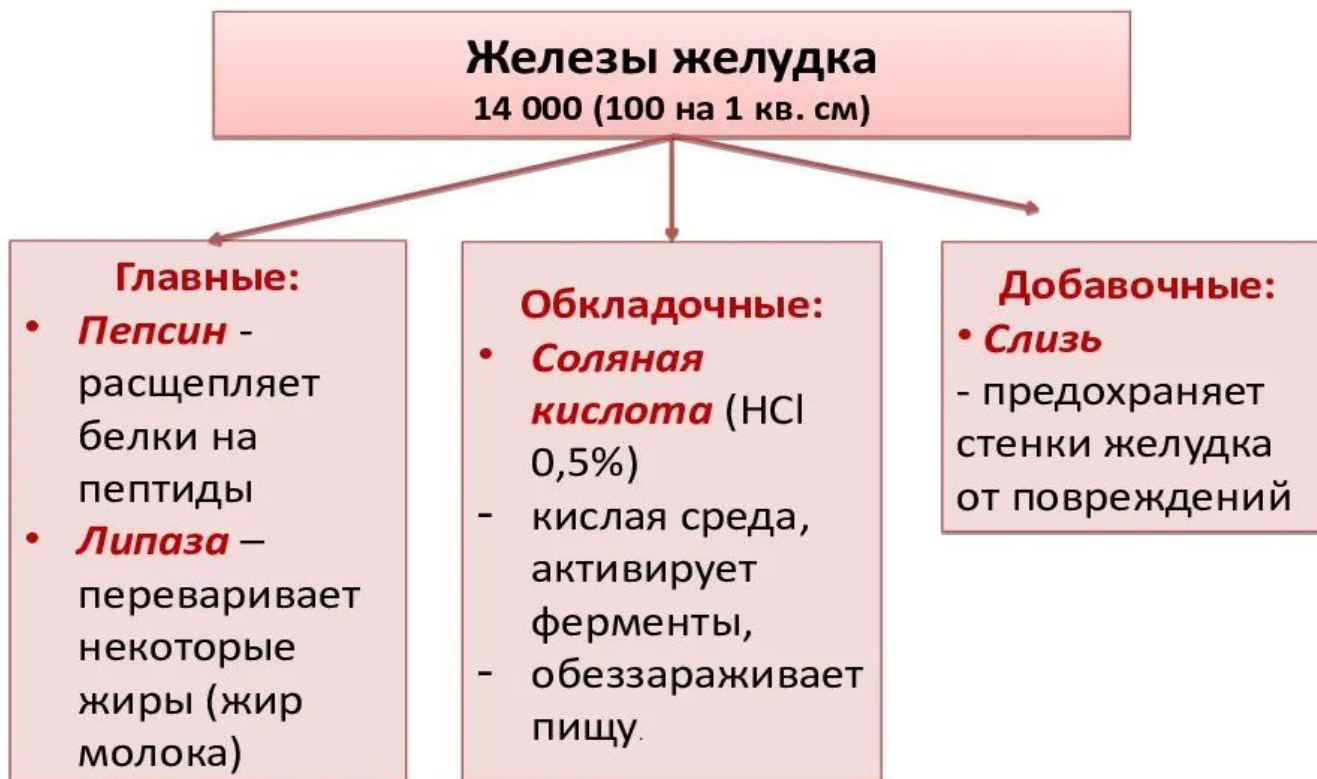 Железы желудка
14 000 (100 на 1 кв. см)
Главные:
• Пепсин -
расщепляет
белки на
пептиды
• Липаза –
переваривает
некоторые
жиры (жир
молока)
Обкладочные:
• Соляная
кислота (HCl
0,5%)
- кислая среда,
активирует
ферменты,
- обеззараживает
пищу.
Добавочные:
• Слизь
- предохраняет
стенки желудка
от повреждений